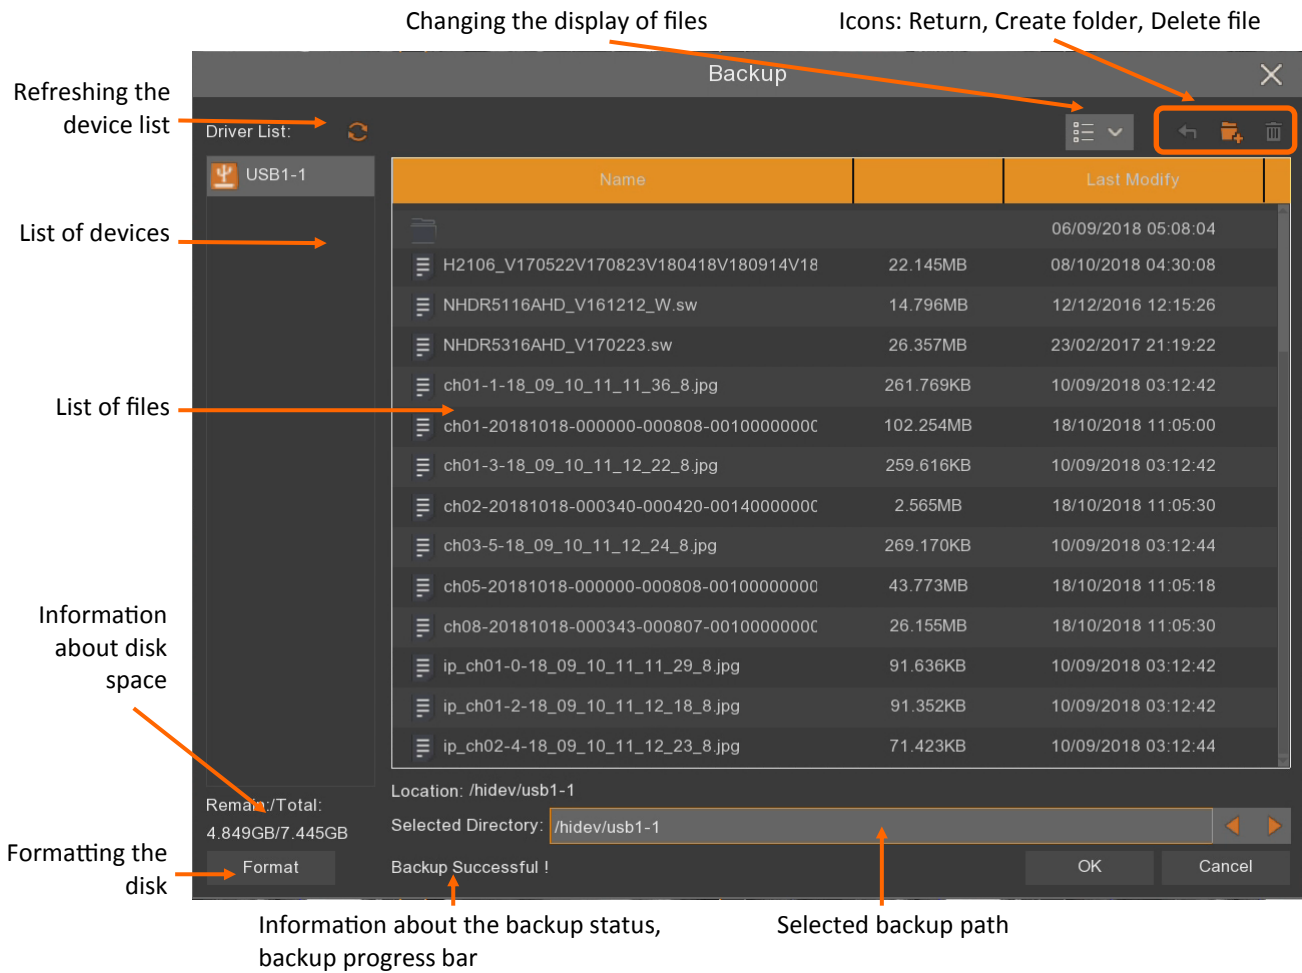 Changing the display of files
Icons: Return, Create folder, Delete file
Backup
Refreshing the
device list
Driver List:
USB1-1
Name
Last Modify
List of devices
06/09/2018 05:08:04
H2106_V170522V170823V180418V180914V18 22.145MB 08/10/2018 04:30:08
NHDR5116AHD_V161212_W.sw 14.796MB 12/12/2016 12:15:26
NHDR5316AHD_V170223.sw 26.357MB 23/02/2017 21:19:22
ch01-1-18_09_10_11_11_36_8.jpg 261.769KB 10/09/2018 03:12:42
List of files
ch01-20181018-000000-000808-0010000000 102.254MB 18/10/2018 11:05:00
ch01-3-18_09_10_11_12_22_8.jpg 259.616KB 10/09/2018 03:12:42
ch02-20181018-000340-000420-0014000000 2.565MB 18/10/2018 11:05:30
ch03-5-18_09_10_11_12_24_8.jpg 269.170KB 10/09/2018 03:12:44
ch05-20181018-000000-000808-00100000000 43.773MB 18/10/2018 11:05:18
ch08-20181018-000343-000807-0010000000 26.155MB 18/10/2018 11:05:30
ip_ch01-0-18_09_10_11_11_29_8.jpg 91.636KB 10/09/2018 03:12:42
ip_ch01-2-18_09_10_11_12_18_8.jpg 91.352KB 10/09/2018 03:12:42
ip_ch02-4-18_09_10_11_12_23_8.jpg 71.423KB 10/09/2018 03:12:44
Information
about disk
space
Location: /hidev/usb1-1
Remain:/Total:
4.849GB/7.445GB
Selected Directory: /hidev/usb1-1
Formatting the
disk
Format
Backup Successful !
OK
Cancel
Information about the backup status,
backup progress bar
Selected backup path